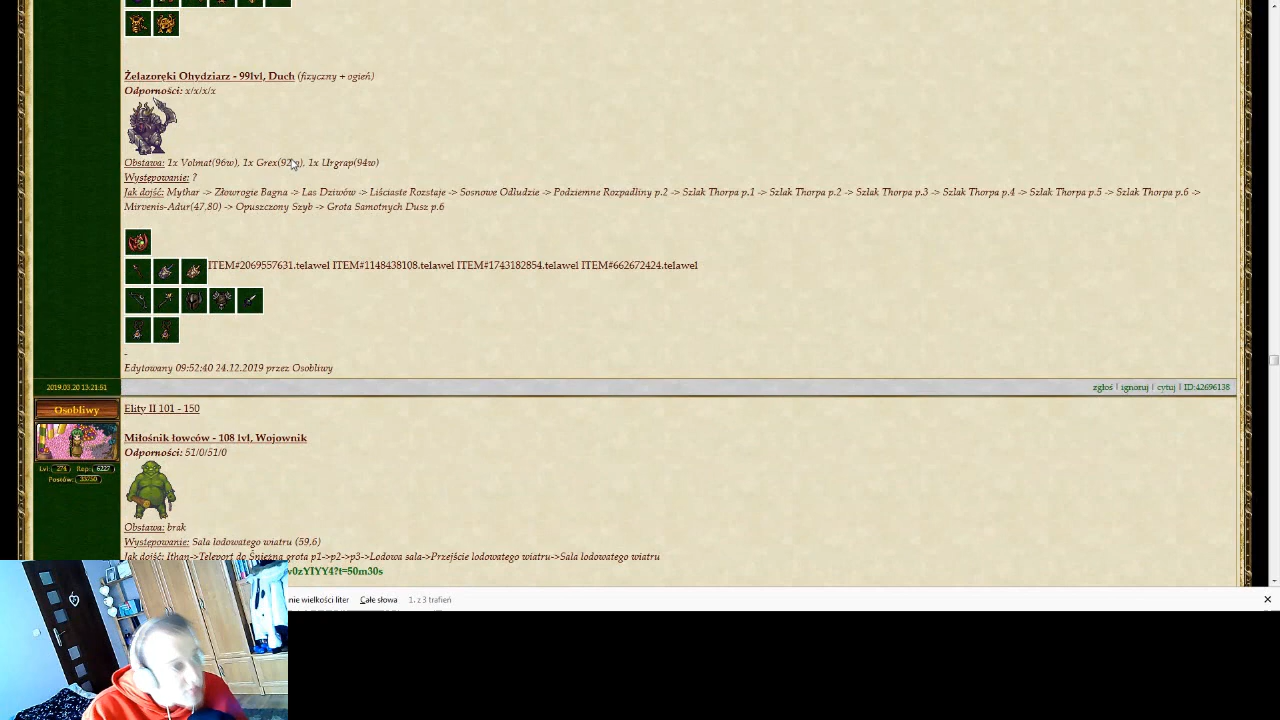 Żelazoręki Ohydziarz - 99lvl, Duch (fizyczny + ogień)
Odporności: x/x/x/x
Obstawa: 1x Volmat(96w), 1x Grex(92w), 1x Urgrap(94w)
Występowanie: ?
Jak dojść: Mythar -> Złowrogie Bagna -> Las Dziwów -> Liściaste Rozstaje -> Sosnowe Odludzie -> Podzienne Rozpadliny p.2 -> Szlak Thorpa p.1 -> Szlak Thorpa p.2 -> Szlak Thorpa p.3 -> Szlak Thorpa p.4 -> Szlak Thorpa p.5 -> Szlak Thorpa p.6 ->
Mirvenis-Adur(47,80) -> Opuszczony Szyb -> Grota Samotnych Dusz p.6
ITEM#2069557631.telawel ITEM#1148438108.telawel ITEM#1743182854.telawel ITEM#662672424.telawel
-
Edytowany 09:52:40 24.12.2019 przez Osobliwy
2019.03.20 13:21:51
zgłoś | ignoruj | cytuj | ID:42696138
Osobliwy
Lvl: 274 Rep: 6227
Postów: 33750
Elity II 101 - 150
Miłośnik łowców - 108 lvl, Wojownik
Odporności: 51/0/51/0
Obstawa: brak
Występowanie: Sala lodowatego wiatru (59,6)
Jak dojść: Ithan->Teleport do Śnieżna grota p1->p2->p3->Lodowa sala->Przejście lodowatego wiatru->Sala lodowatego wiatru
v0zYIYY4?t=50m30s
nie wielkości liter Całe słowa 1. z 3 trafień